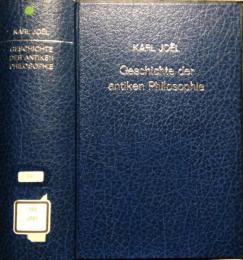 KARL JOËL
GESCHICHTE
DER ANTIKEN
PHILOSOPHIE
KARL JOËL
Geschichte der
antiken Philosophie